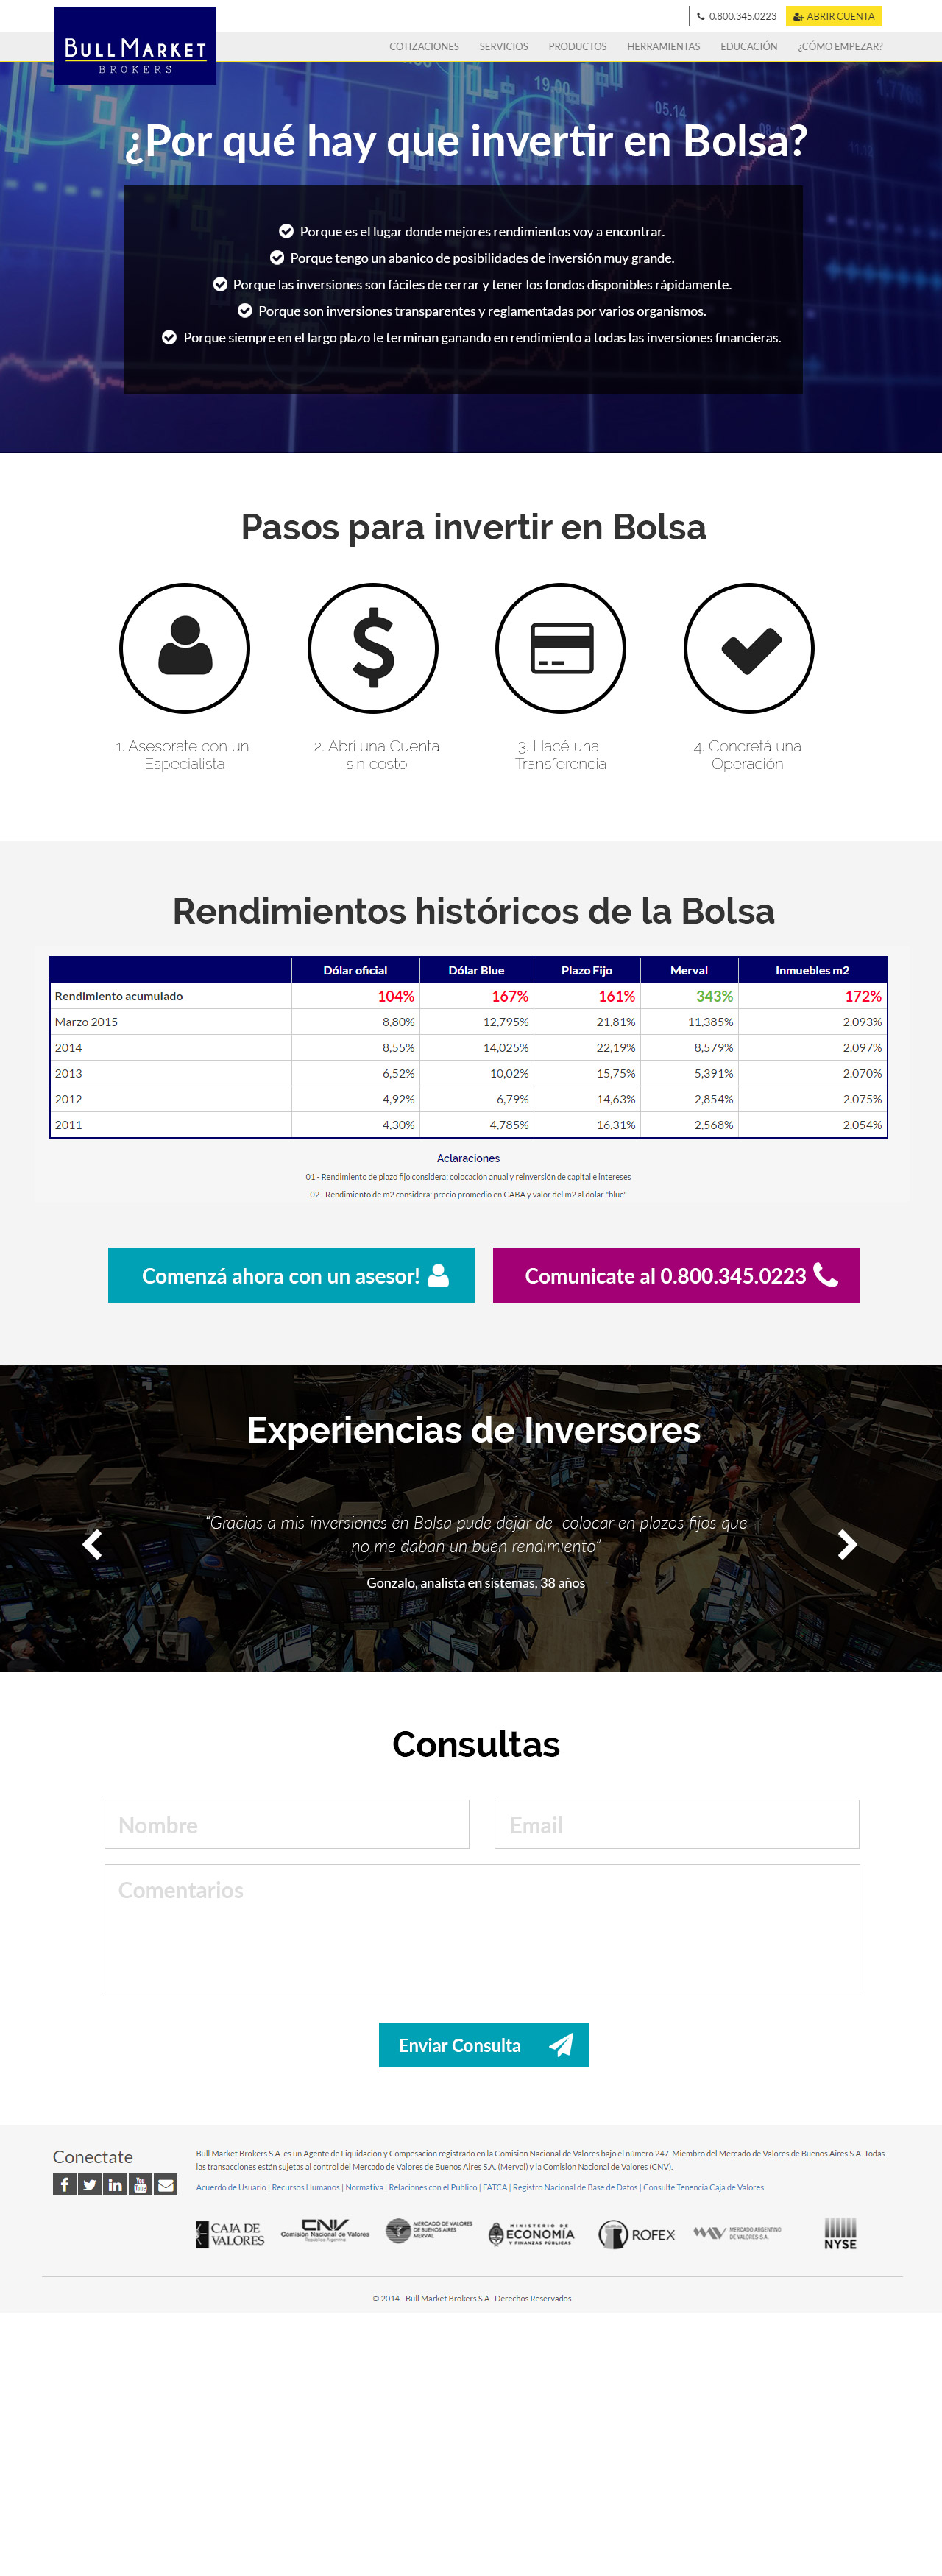 0.800.345.0223
ABRIR CUENTA
BULLMARKET
BROKERS
COTIZACIONES SERVICIOS PRODUCTOS HERRAMIENTAS EDUCACIÓN ¿CÓMO EMPEZAR?
19.00
05.14
¿Por qué hay que invertir en Bolsa?
Porque es el lugar donde mejores rendimientos voy a encontrar.
Porque tengo un abanico de posibilidades de inversión muy grande.
Porque las inversiones son fáciles de cerrar y tener los fondos disponibles rápidamente.
Porque son inversiones transparentes y reglamentadas por varios organismos.
Porque siempre en el largo plazo le terminan ganando en rendimiento a todas las inversiones financieras.
Pasos para invertir en Bolsa
1. Asesorate con un
Especialista
2. Abrí una Cuenta
sin costo
3. Hacé una
Transferencia
4. Concretá una
Operación
Rendimientos históricos de la Bolsa
Dólar oficial Dólar Blue Plazo Fijo Merval Inmuebles m2
Rendimiento acumulado 104% 167% 161% 343% 172%
Marzo 2015 8,80% 12,795% 21,81% 11,385% 2.093%
2014 8,55% 14,025% 22,19% 8,579% 2.097%
2013 6,52% 10,02% 15,75% 5,391% 2.070%
2012 4,92% 6,79% 14,63% 2,854% 2.075%
2011 4,30% 4,785% 16,31% 2,568% 2.054%
Aclaraciones
01 - Rendimiento de plazo fijo considera: colocación anual y reinversión de capital e intereses
02 - Rendimiento de m2 considera: precio promedio en CABA y valor del m2 al dolar "blue"
Comenzá ahora con un asesor!
Comunicate al 0.800.345.0223
Experiencias de Inversores
“Gracias a mis inversiones en Bolsa pude dejar de colocar en plazos fijos que
no me daban un buen rendimiento”
Gonzalo, analista en sistemas, 38 años
Consultas
Nombre
Email
Comentarios
Enviar Consulta
Conectate
Bull Market Brokers S.A. es un Agente de Liquidacion y Compesacion registrado en la Comision Nacional de Valores bajo el número 247. Miembro del Mercado de Valores de Buenos Aires S.A. Todas
las transacciones están sujetas al control del Mercado de Valores de Buenos Aires S.A. (Merval) y la Comisión Nacional de Valores (CNV).
Acuerdo de Usuario | Recursos Humanos | Normativa | Relaciones con el Publico | FATCA | Registro Nacional de Base de Datos | Consulte Tenencia Caja de Valores
CAJA DE
VALORES
CNV
Comisión Nacional de Valores
República Argentina
MERCADO DE VALORES
DE BUENOS AIRES
MERVAL
MINISTERIO DE
ECONOMÍA
Y FINANZAS PÚBLICAS
ROFEX
MERCADO ARGENTINO
DE VALORES S.A.
NYSE
© 2014 - Bull Market Brokers S.A . Derechos Reservados